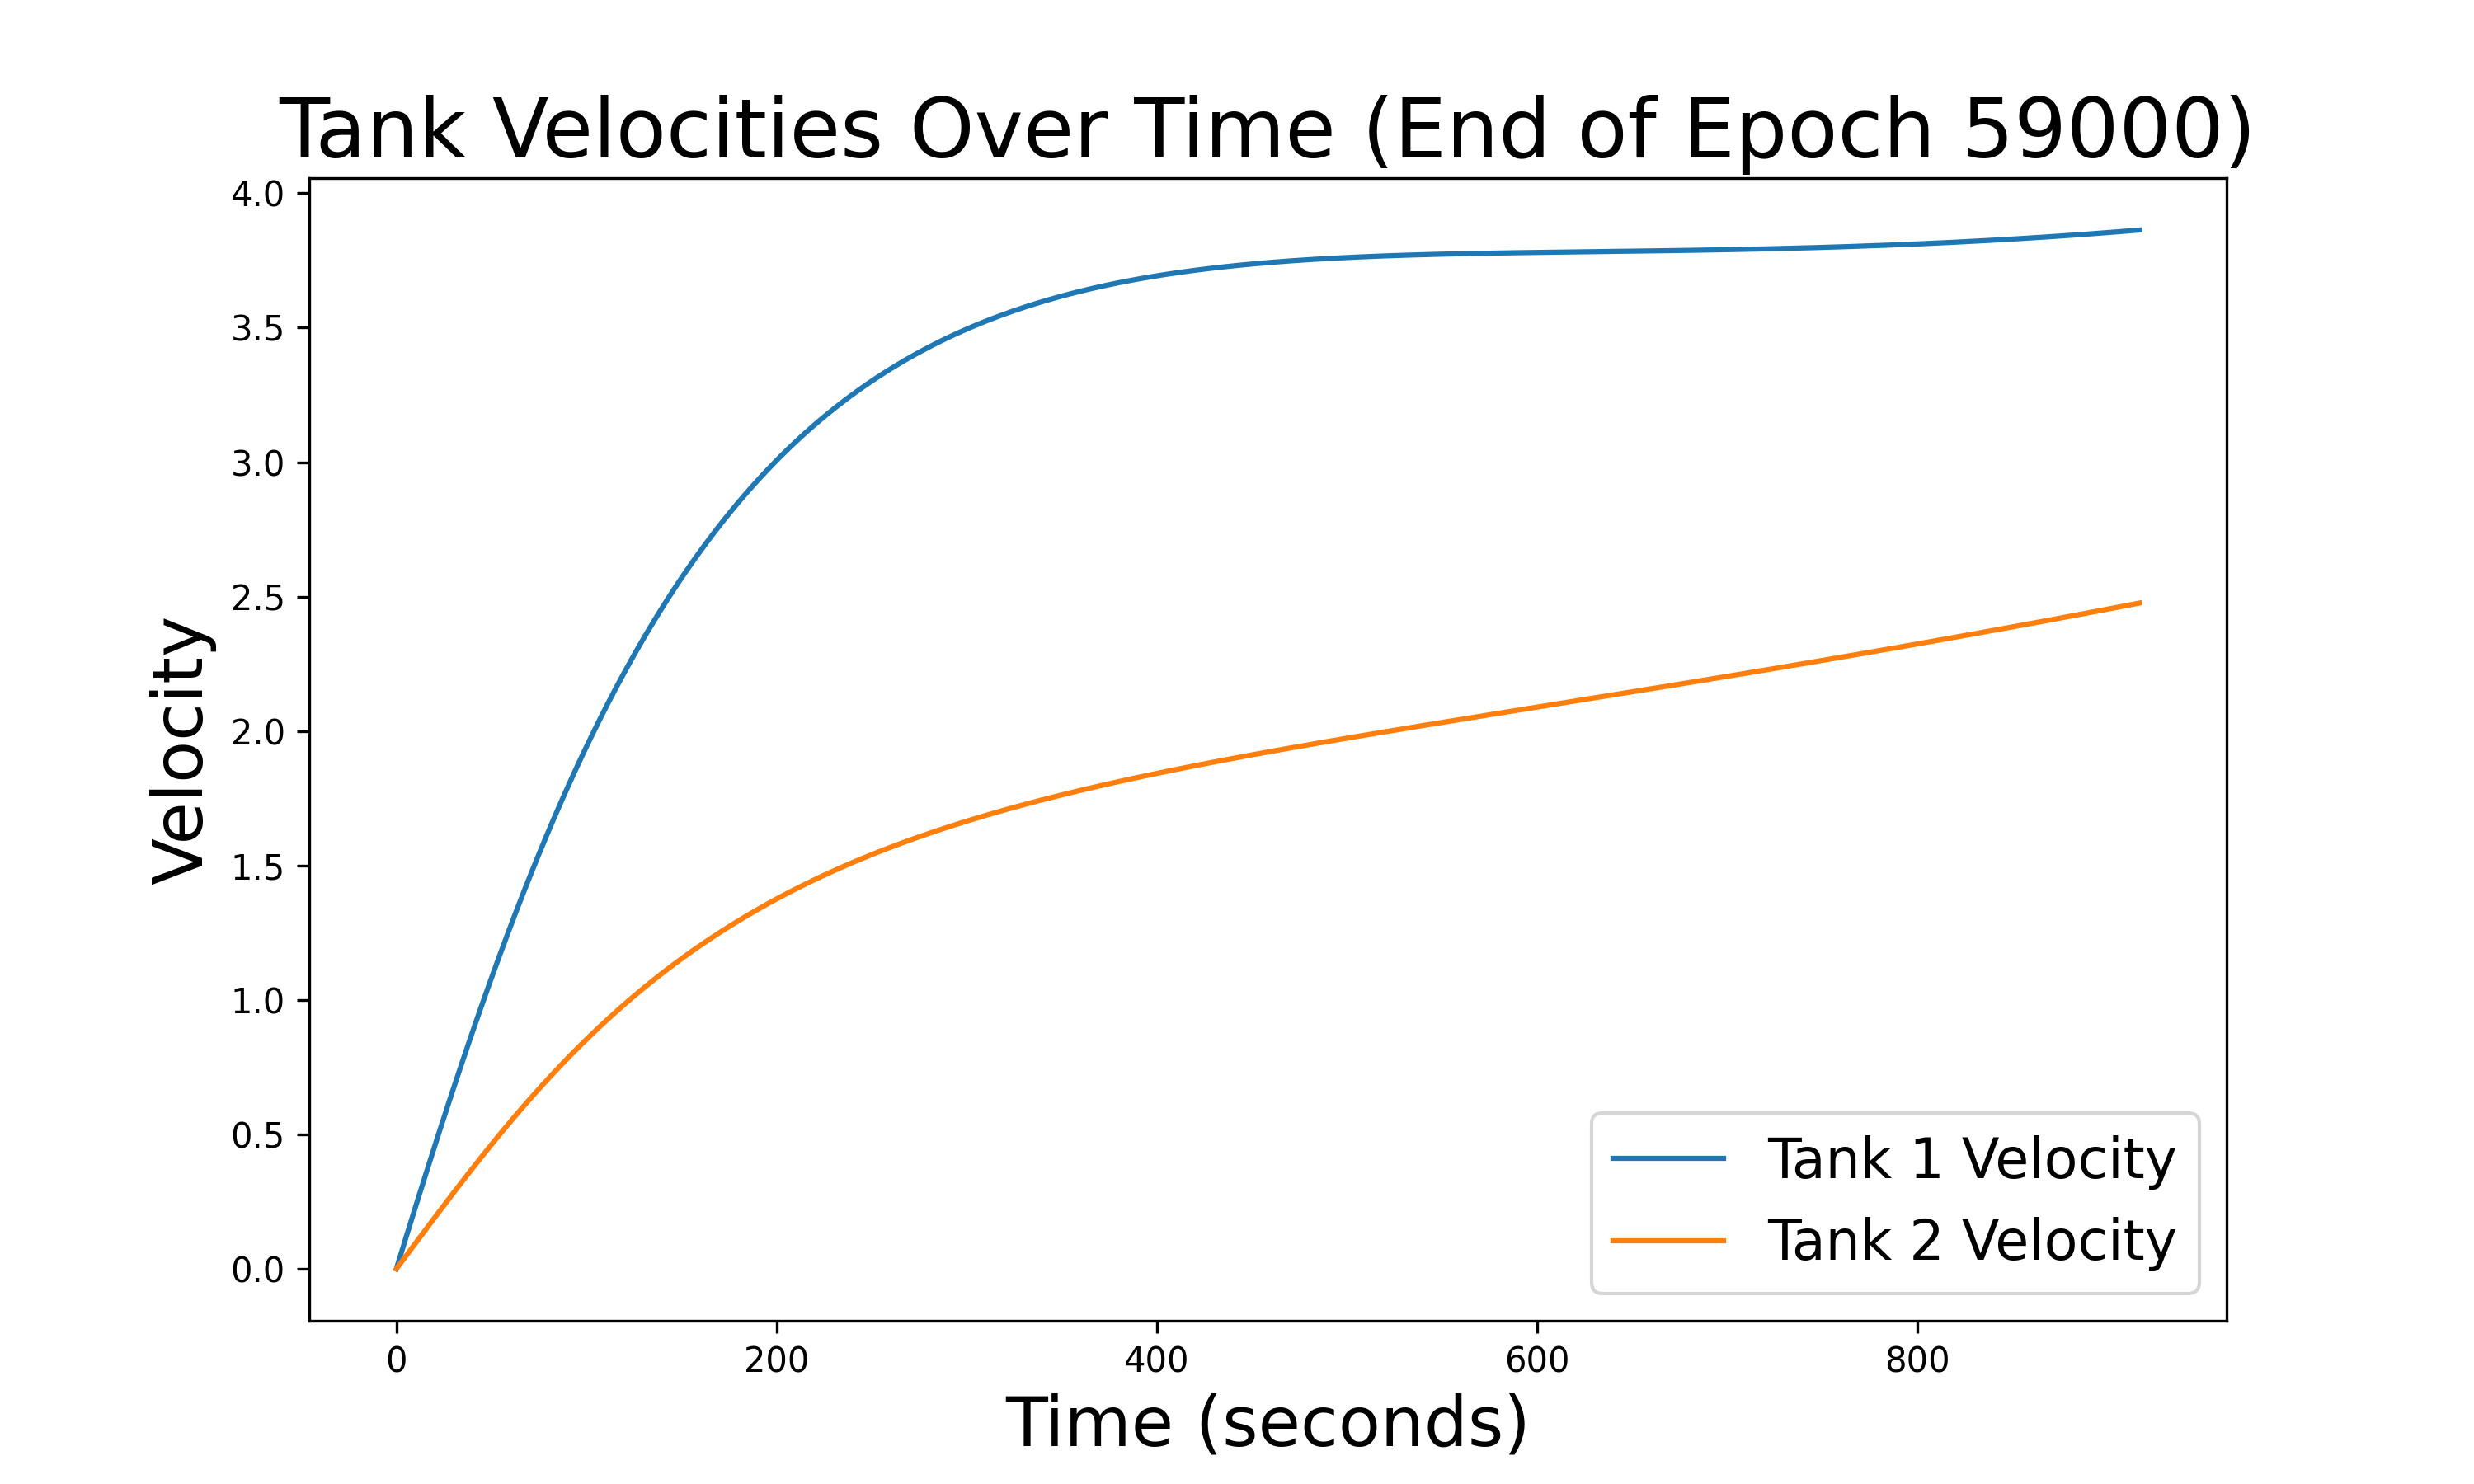 Tank Velocities Over Time (End of Epoch 59000)
4.0
3.5
3.0
2.5
2.0
1.5
1.0
0.5
0.0
Velocity
Tank 1 Velocity
Tank 2 Velocity
0 200 400 600 800
Time (seconds)